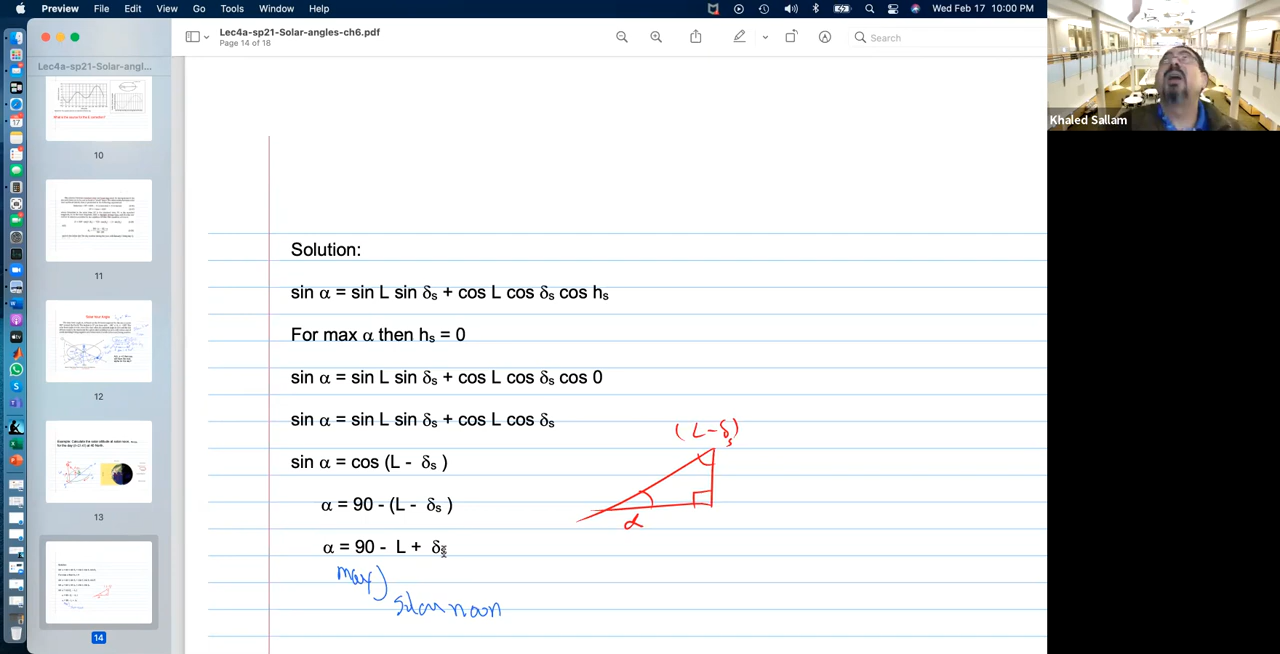 Preview File Edit View Go Tools Window Help Wed Feb 17 10:00 PM
Lec4a-sp21-Solar-angles-ch6.pdf
Page 14 of 18
Search
Lec4a-sp21-Solar-angl...
10
11
12
13
14
Khaled Sallam
Solution:
sin α = sin L sin δs + cos L cos δs cos hs
For max α then hs = 0
sin α = sin L sin δs + cos L cos δs cos 0
sin α = sin L sin δs + cos L cos δs
(L-δs)
sin α = cos (L - δs )
α = 90 - (L - δs )
α
α = 90 - L + δs
max)
solar noon